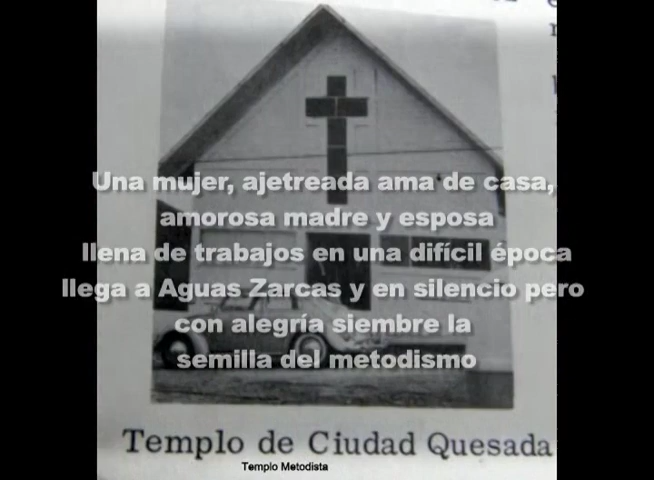 Una mujer, ajetreada ama de casa,
amorosa madre y esposa
llena de trabajos en una difícil época
llega a Aguas Zarcas y en silencio pero
con alegría siembre la
semilla del metodismo
Templo de Ciudad Quesada
Templo Metodista